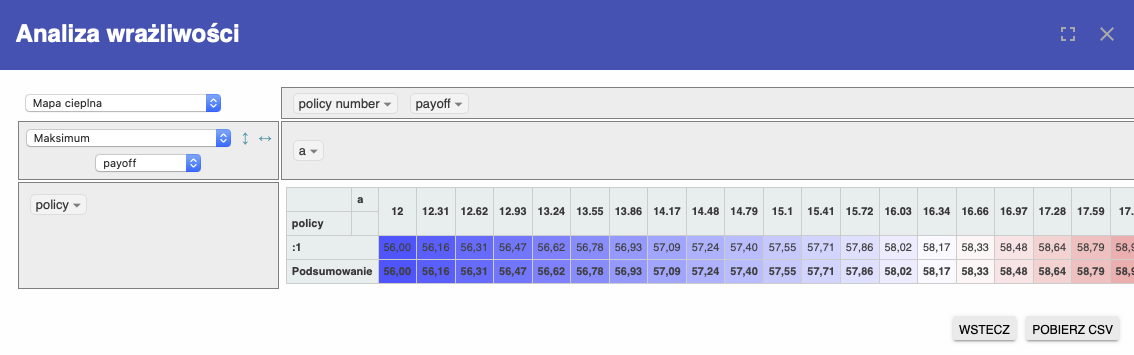 Analiza wrażliwości
Mapa cieplna
policy number payoff
Maksimum
payoff
a
policy
a 12 12.31 12.62 12.93 13.24 13.55 13.86 14.17 14.48 14.79 15.1 15.41 15.72 16.03 16.34 16.66 16.97 17.28 17.59 17.
policy
:1 56,00 56,16 56,31 56,47 56,62 56,78 56,93 57,09 57,24 57,40 57,55 57,71 57,86 58,02 58,17 58,33 58,48 58,64 58,79 58,9
Podsumowanie 56,00 56,16 56,31 56,47 56,62 56,78 56,93 57,09 57,24 57,40 57,55 57,71 57,86 58,02 58,17 58,33 58,48 58,64 58,79 58,9
WSTECZ POBIERZ CSV